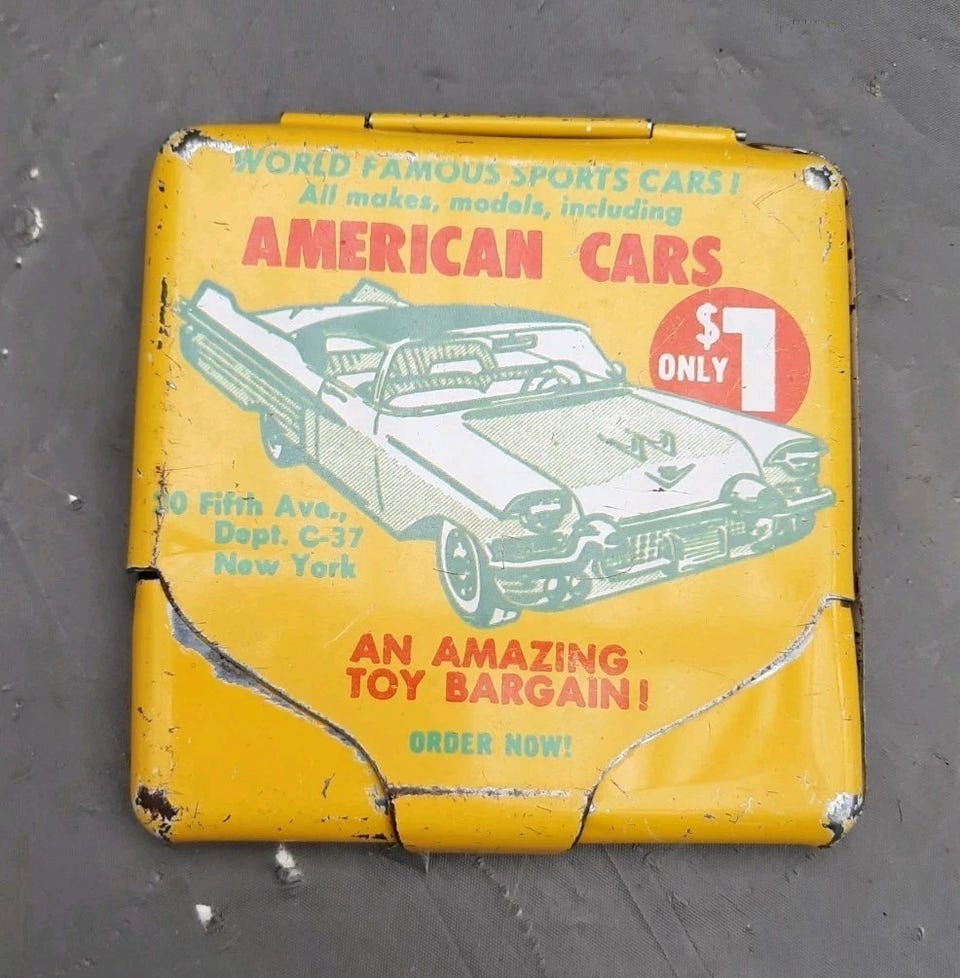 WORLD FAMOUS SPORTS CARS!
All makes, models, including
AMERICAN CARS
$1
ONLY
0 Fifth Ave.,
Dept. C-37
New York
AN AMAZING
TOY BARGAIN!
ORDER NOW!